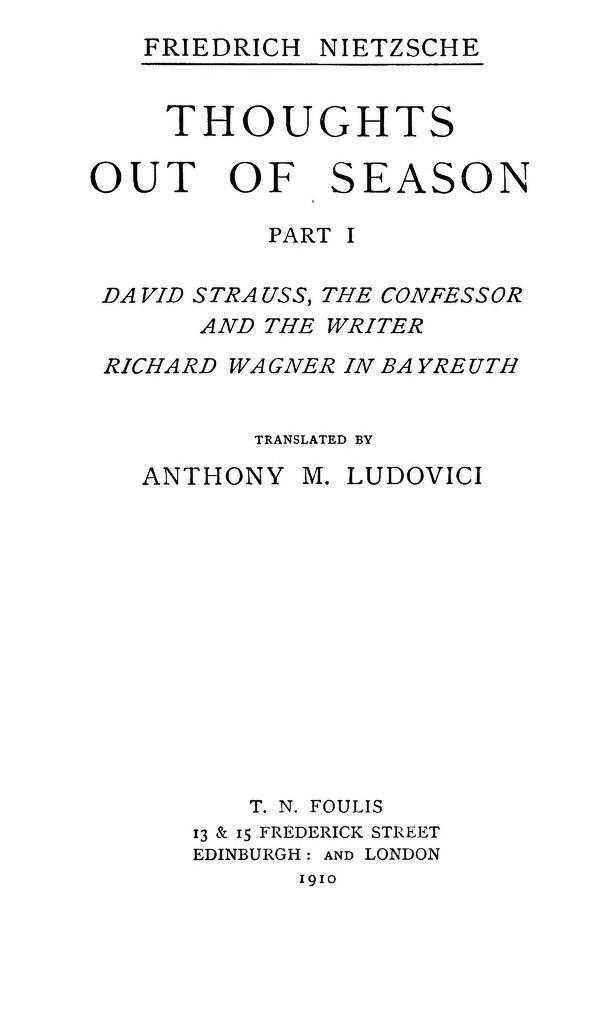 FRIEDRICH NIETZSCHE
THOUGHTS
OUT OF SEASON
PART I
DAVID STRAUSS, THE CONFESSOR
AND THE WRITER
RICHARD WAGNER IN BAYREUTH
TRANSLATED BY
ANTHONY M. LUDOVICI
T. N. FOULIS
13 & 15 FREDERICK STREET
EDINBURGH: AND LONDON
1910